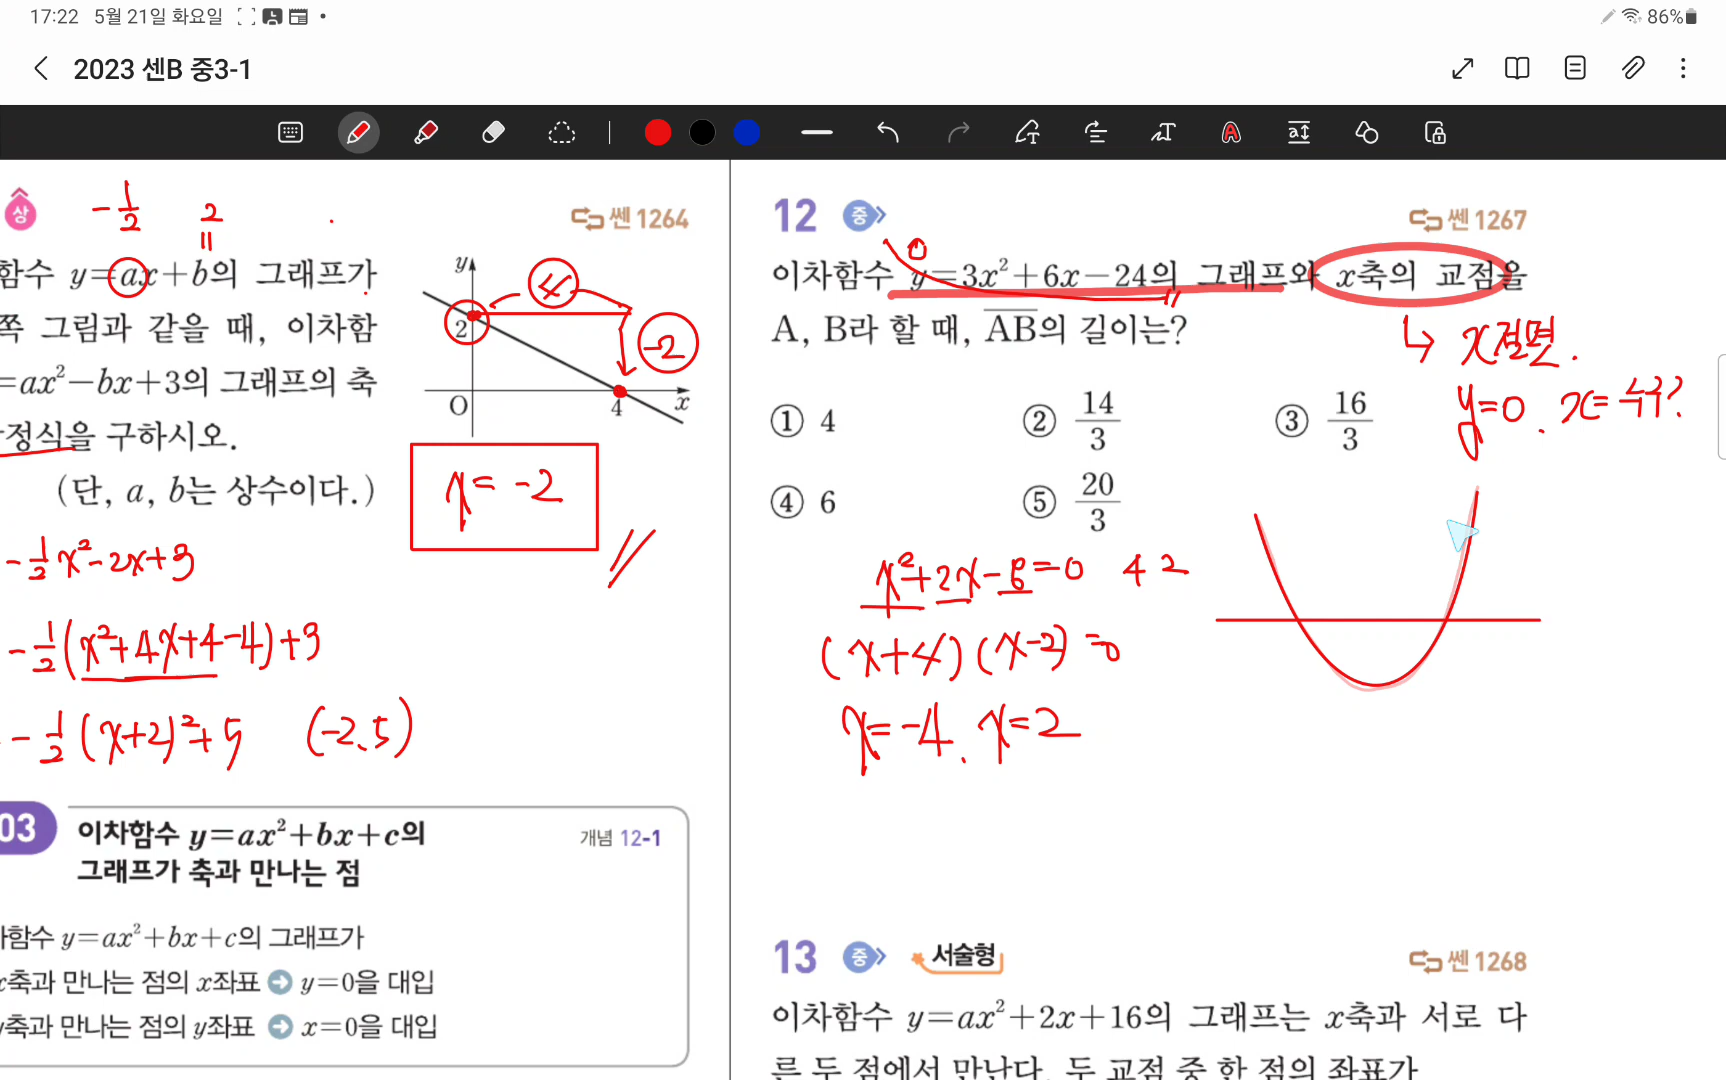 17:22 5월 21일 화요일
86%
2023 센B 중3-1
상
-1/2 2
쎈 1264
함수 y=ax+b의 그래프가
쪽 그림과 같을 때, 이차함
=ax²-bx+3의 그래프의 축
정식을 구하시오.
(단, a, b는 상수이다.)
y
4
2
-2
O
4
x
x=-2
-1/2x²-2x+3
-1/2(x²+4x+4-4)+3
-1/2(x+2)²+5 (-2.5)
03
이차함수 y=ax²+bx+c의
그래프가 축과 만나는 점
개념 12-1
함수 y=ax²+bx+c의 그래프가
x축과 만나는 점의 x좌표 ➔ y=0을 대입
y축과 만나는 점의 y좌표 ➔ x=0을 대입
12 중
쎈 1267
0
이차함수 y=3x²+6x-24의 그래프와 x축의 교점을
A, B라 할 때, A̅B̅의 길이는?
↳ x절편.
y=0. x=
① 4 ② 14/3 ③ 16/3
④ 6 ⑤ 20/3
x²+2x-8=0 4 2
(x+4)(x-2)=0
x=-4. x=2
13 중 서술형
쎈 1268
이차함수 y=ax²+2x+16의 그래프는 x축과 서로 다
른 두 점에서 만난다. 두 교점 중 한 점의 좌표가